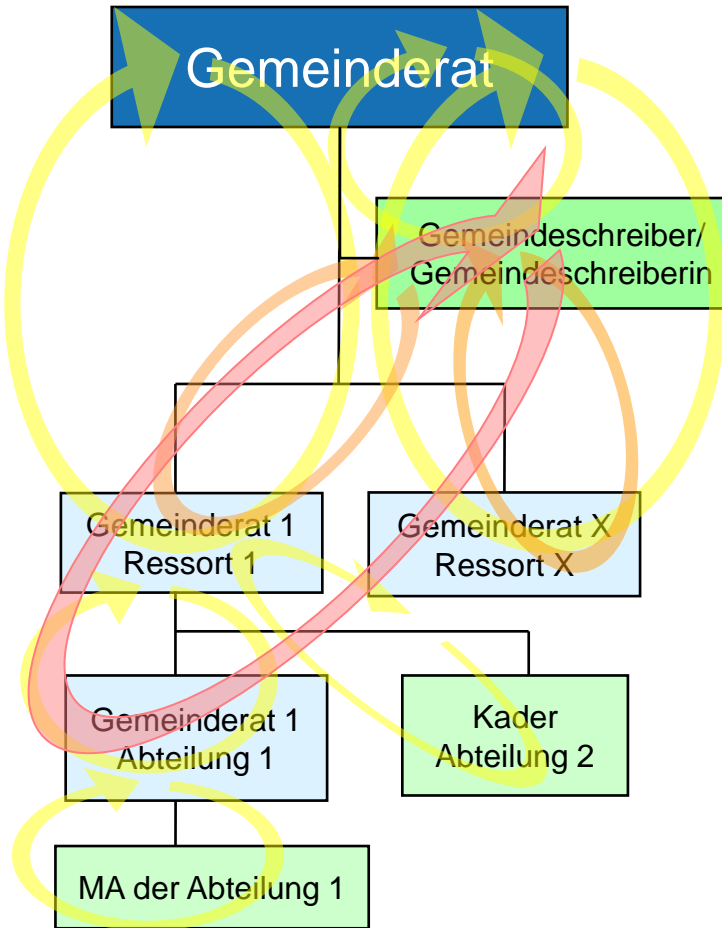 Gemeinderat
Gemeindeschreiber/
Gemeindeschreiberin
Gemeinderat 1
Ressort 1
Gemeinderat X
Ressort X
Gemeinderat 1
Abteilung 1
Kader
Abteilung 2
MA der Abteilung 1